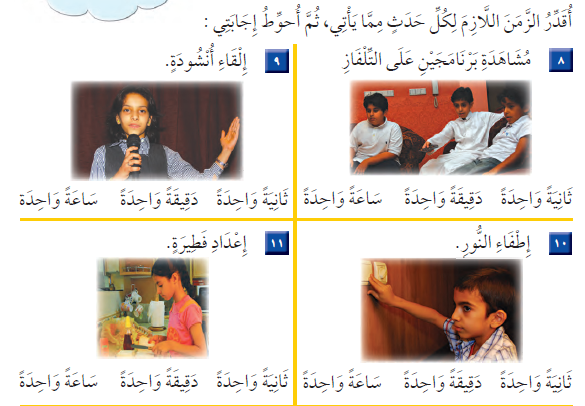 أُقَدِّرُ الزَّمَنَ اللَّازِمَ لِكُلِّ حَدَثٍ مِمَّا يَأْتِي، ثُمَّ أُحَوِّطُ إِجَابَتِي :
٨ مُشَاهَدَةِ بَرْنَامَجَيْنِ عَلَى التِّلْفَازِ
ثَانِيَةً وَاحِدَةً دَقِيقَةً وَاحِدَةً سَاعَةً وَاحِدَةً
٩ إِلْقَاءِ أُنْشُودَةٍ.
ثَانِيَةً وَاحِدَةً دَقِيقَةً وَاحِدَةً سَاعَةً وَاحِدَةً
١٠ إِطْفَاءِ النُّورِ.
ثَانِيَةً وَاحِدَةً دَقِيقَةً وَاحِدَةً سَاعَةً وَاحِدَةً
١١ إِعْدَادِ فَطِيرَةٍ.
ثَانِيَةً وَاحِدَةً دَقِيقَةً وَاحِدَةً سَاعَةً وَاحِدَةً